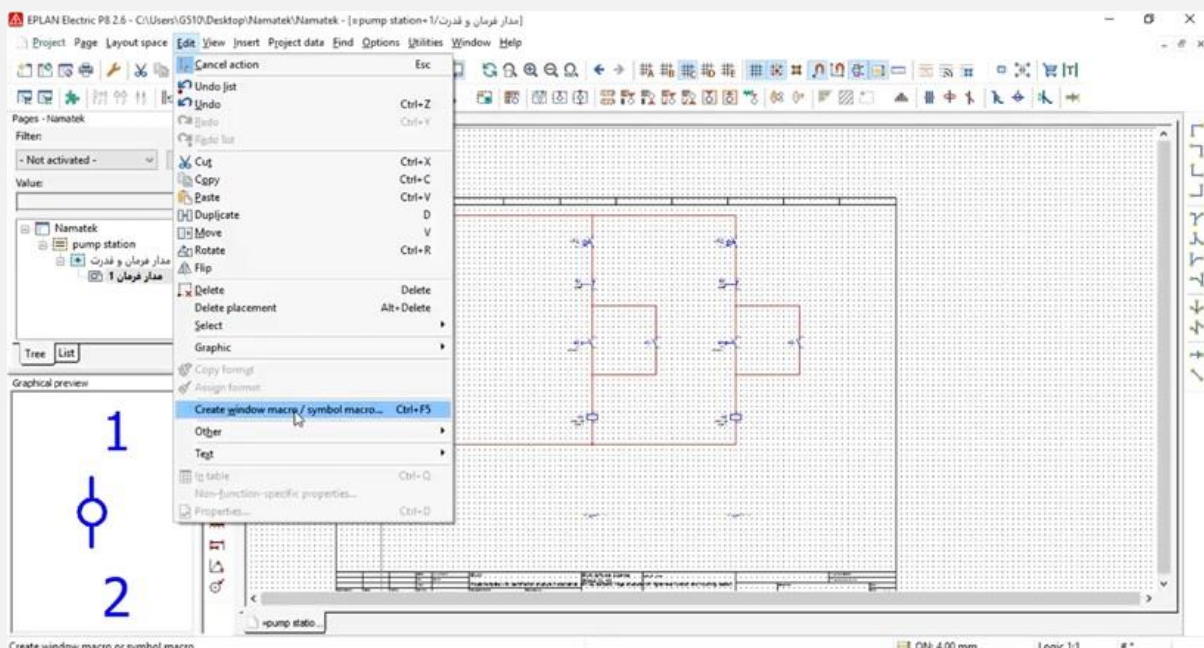 EPLAN Electric P8 2.6 - C:\Users\G510\Desktop\Namatek\Namatek - [=pump station+مدار فرمان و قدرت/1]
Project Page Layout space Edit View Insert Project data Find Options Utilities Window Help
Pages - Namatek
Filter:
- Not activated -
Value:
Namatek
pump station
مدار فرمان و قدرت
1 مدار فرمان
Tree List
Graphical preview
1
2
Cancel action Esc
Undo list
Undo Ctrl+Z
Redo Ctrl+Y
Redo list
Cut Ctrl+X
Copy Ctrl+C
Paste Ctrl+V
Duplicate D
Move V
Rotate Ctrl+R
Flip
Delete Delete
Delete placement Alt+Delete
Select
Graphic
Copy format
Assign format
Create window macro / symbol macro... Ctrl+F5
Other
Text
In table Ctrl+Q
Non-function-specific properties...
Properties... Ctrl+D
=pump statio...
Create window macro or symbol macro
ON: 4.00 mm Logic 1:1 #*